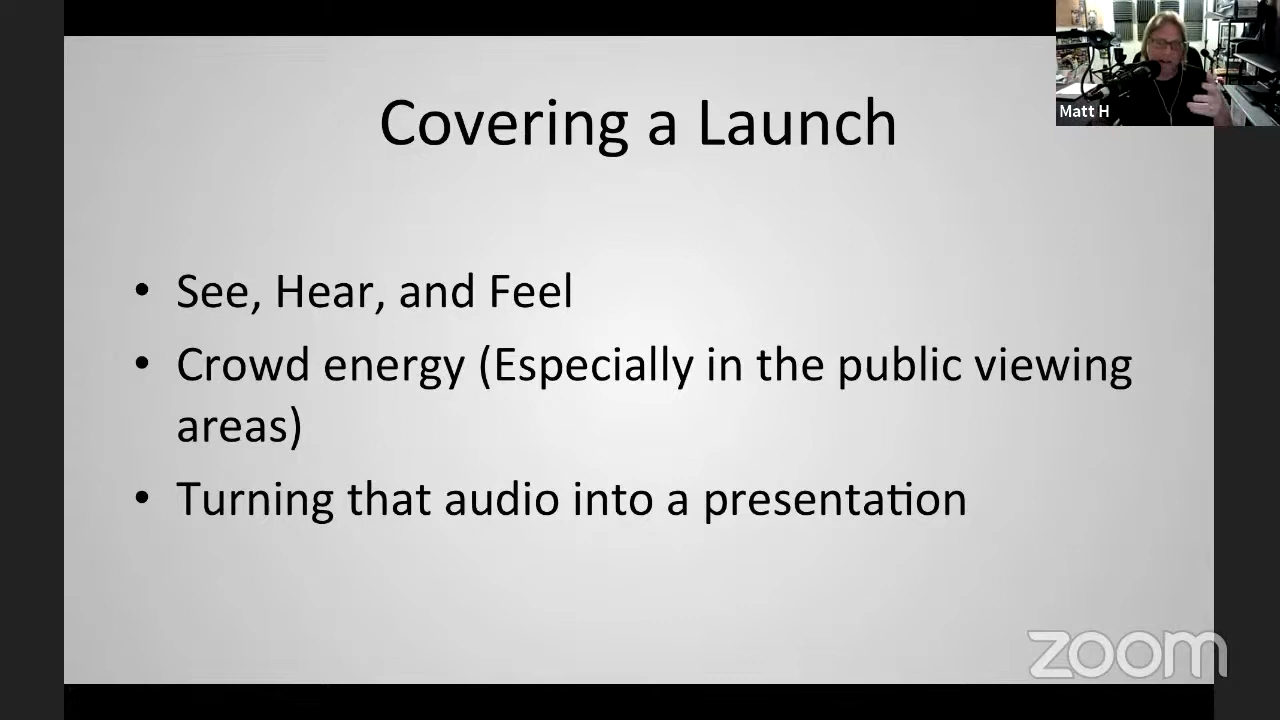 Covering a Launch
Matt H
• See, Hear, and Feel
• Crowd energy (Especially in the public viewing
areas)
• Turning that audio into a presentation
zoom